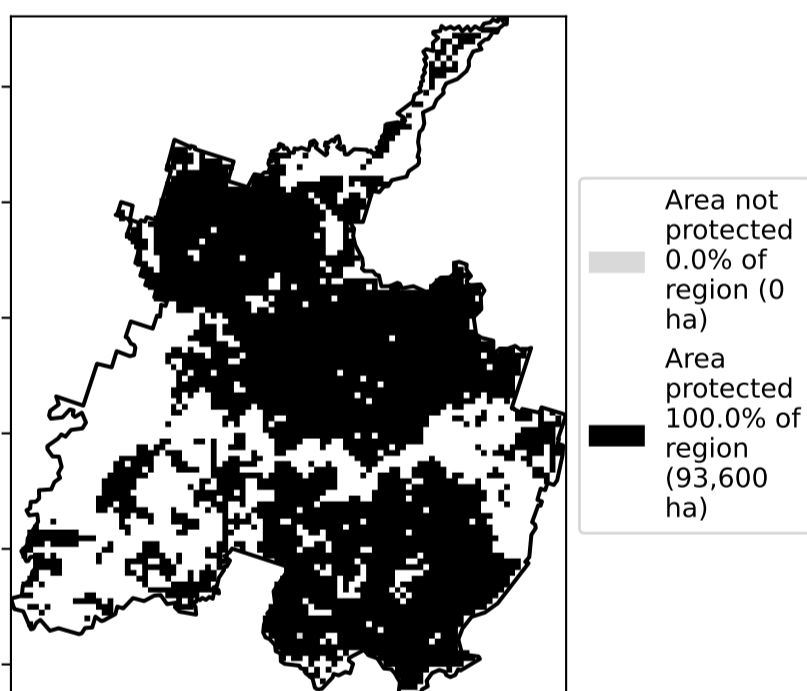 Area not
protected
0.0% of
region (0
ha)
Area
protected
100.0% of
region
(93,600
ha)